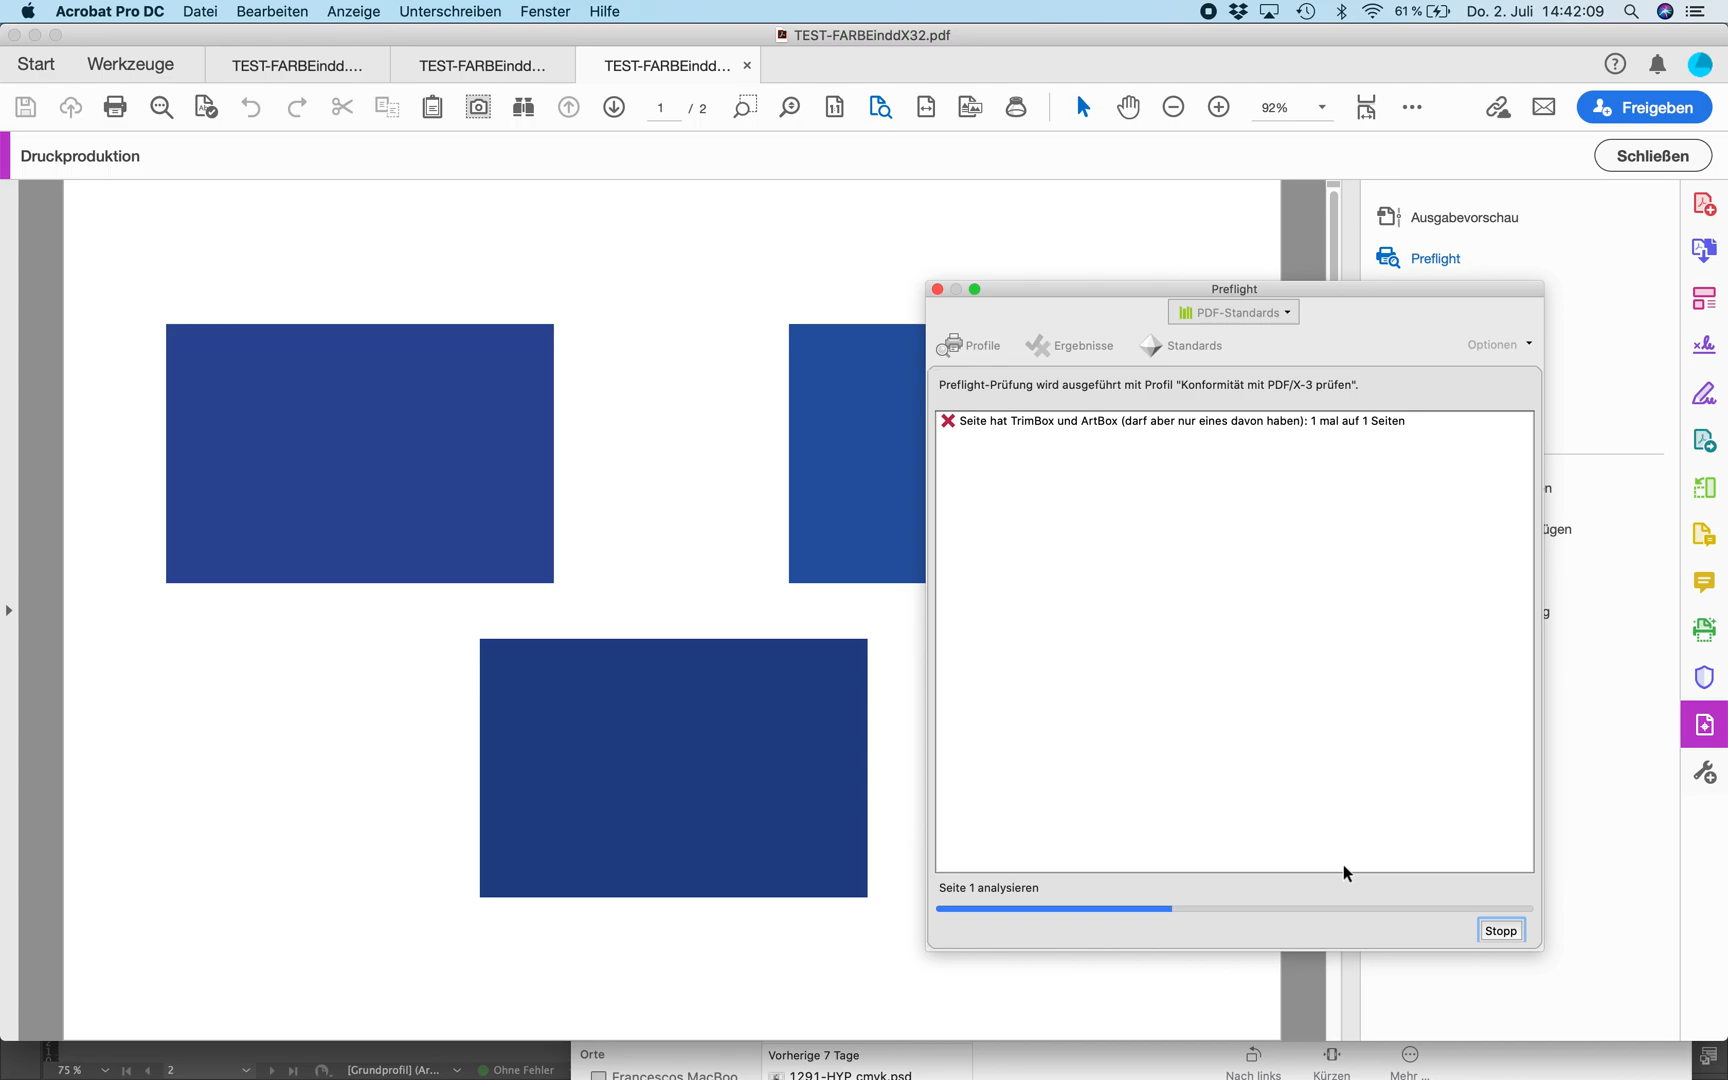 Acrobat Pro DC Datei Bearbeiten Anzeige Unterschreiben Fenster Hilfe 61 % Do. 2. Juli 14:42:09
TEST-FARBEinddX32.pdf
Start Werkzeuge TEST-FARBEindd.... TEST-FARBEindd... TEST-FARBEindd... ×
1 / 2 92% Freigeben
Druckproduktion Schließen
Ausgabevorschau
Preflight
Preflight
PDF-Standards
Profile Ergebnisse Standards Optionen
Preflight-Prüfung wird ausgeführt mit Profil "Konformität mit PDF/X-3 prüfen".
Seite hat TrimBox und ArtBox (darf aber nur eines davon haben): 1 mal auf 1 Seiten
n
ügen
g
Seite 1 analysieren
Stopp
Orte Vorherige 7 Tage
75 % 2 [Grundprofil] (Ar... Ohne Fehler Francescos MacBoo 1291-HYP cmyk.psd Nach links Kürzen Mehr ...